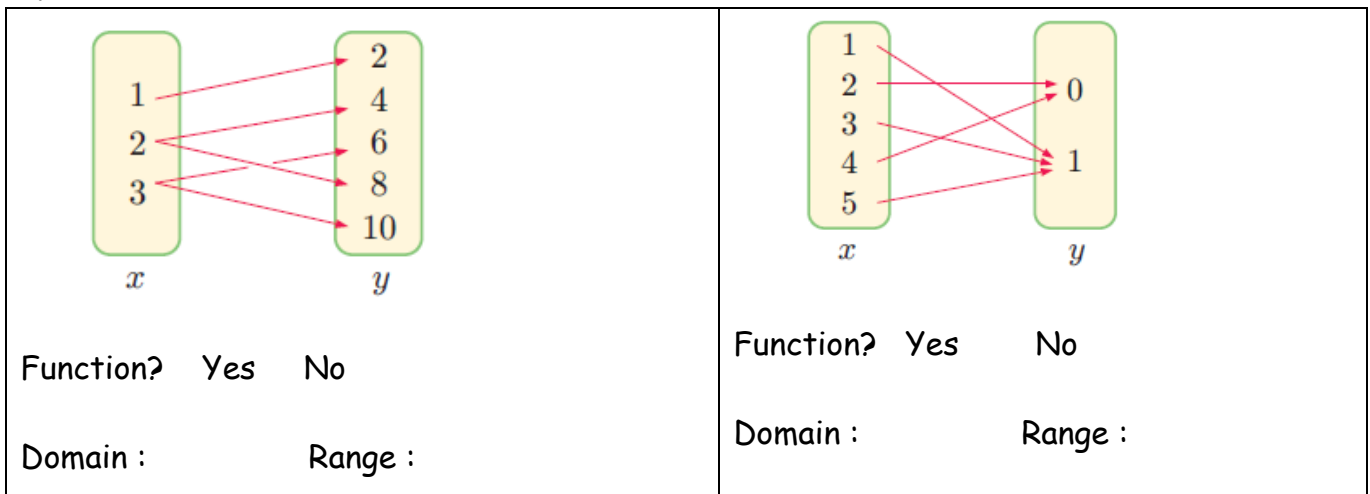 1
2
3
x
2
4
6
8
10
y
Function? Yes No
Domain : Range :
1
2
3
4
5
x
0
1
y
Function? Yes No
Domain : Range :